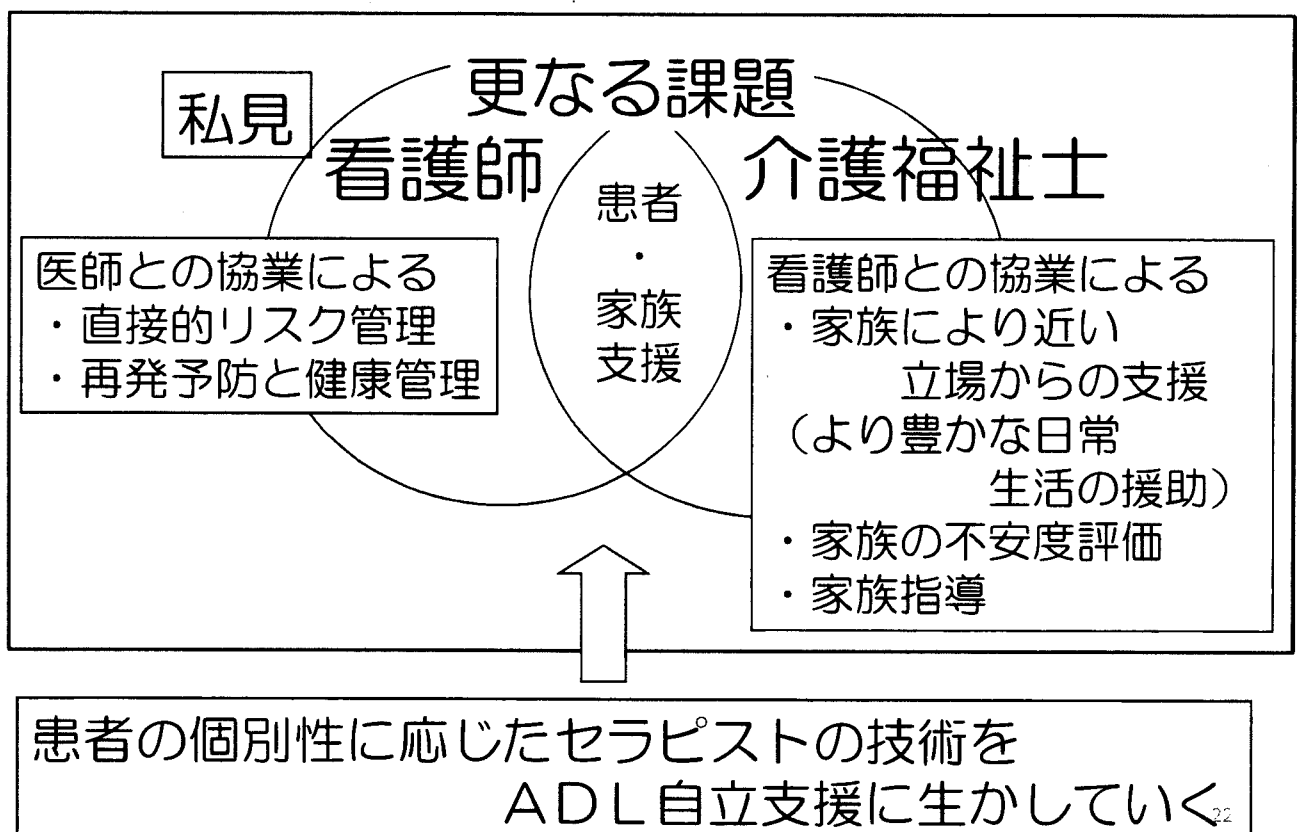 更なる課題
私見
看護師
介護福祉士
患者
・
家族
支援
医師との協業による
・直接的リスク管理
・再発予防と健康管理
看護師との協業による
・家族により近い
立場からの支援
（より豊かな日常
生活の援助）
・家族の不安度評価
・家族指導
患者の個別性に応じたセラピストの技術を
ＡＤＬ自立支援に生かしていく
22